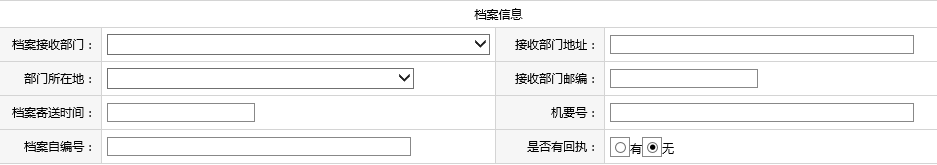 档案信息
档案接收部门： 接收部门地址：
部门所在地： 接收部门邮编：
档案寄送时间： 机要号：
档案自编号： 是否有回执： 有 无